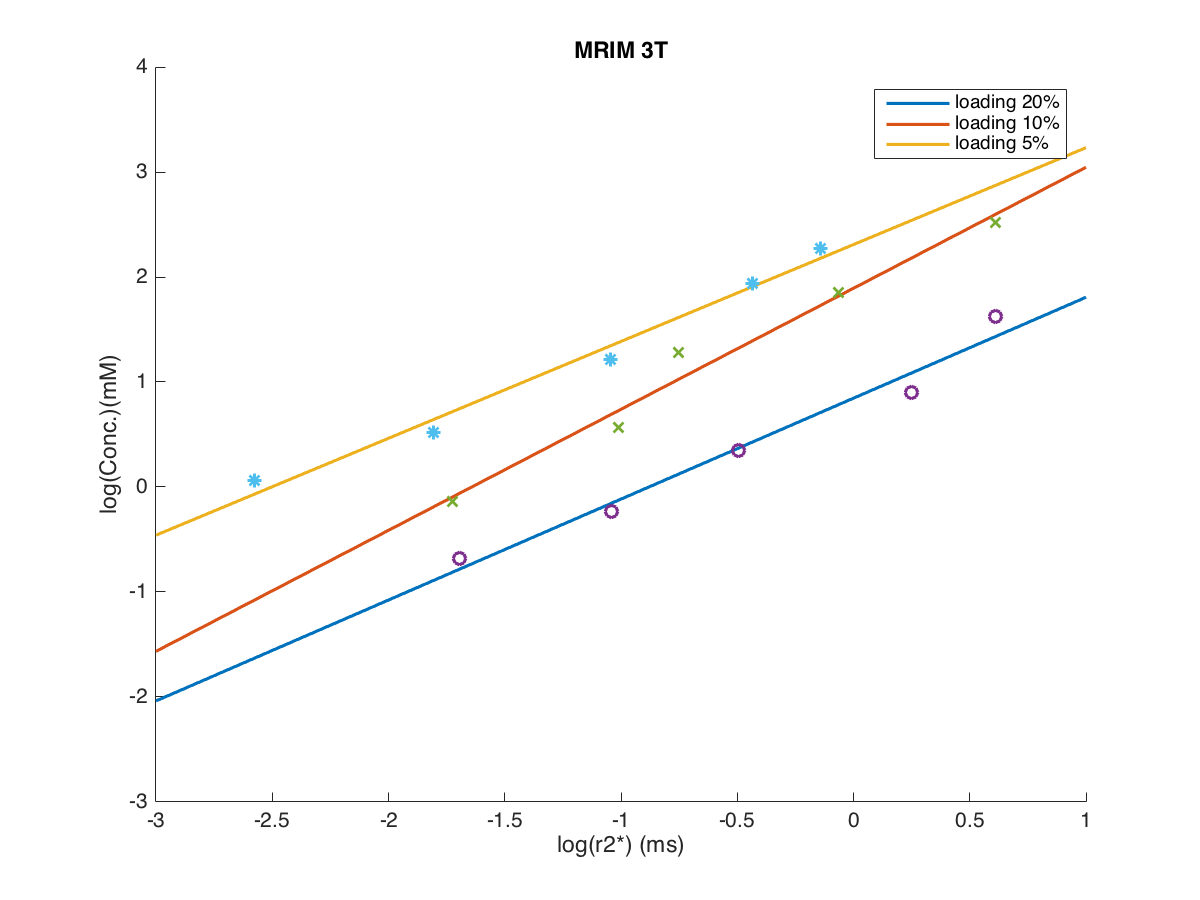 MRIM 3T
4
3
2
1
0
-1
-2
-3
log(Conc.)(mM)
loading 20%
loading 10%
loading 5%
-3 -2.5 -2 -1.5 -1 -0.5 0 0.5 1
log(r2*) (ms)